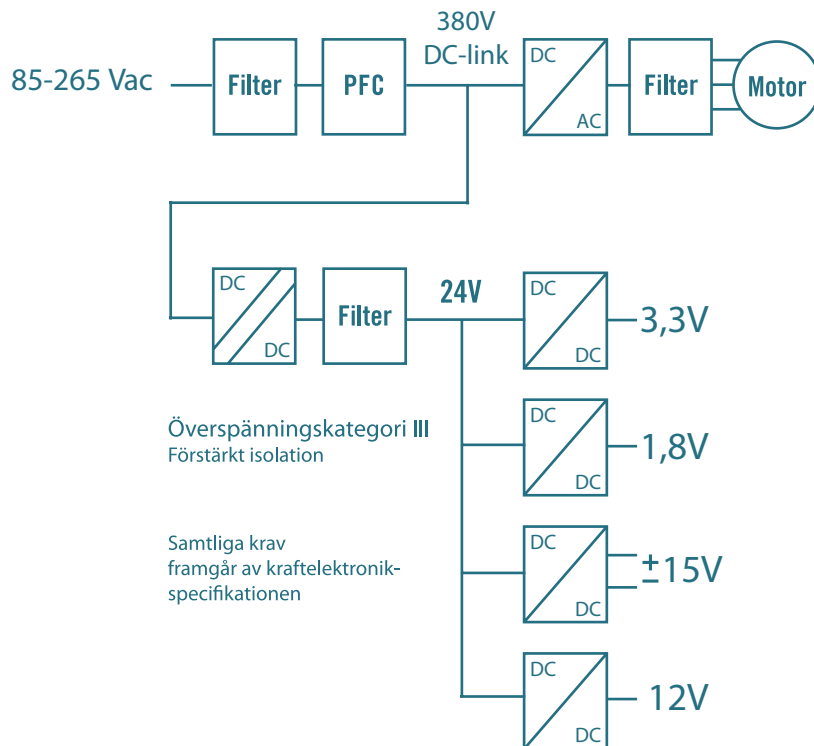 380V
DC-link
85-265 Vac
Filter
PFC
DC
AC
Filter
Motor
DC
DC
Filter
24V
DC
DC
3,3V
Överspänningskategori III
Förstärkt isolation
DC
DC
1,8V
Samtliga krav
framgår av kraftelektronik-
specifikationen
DC
DC
±15V
DC
DC
12V